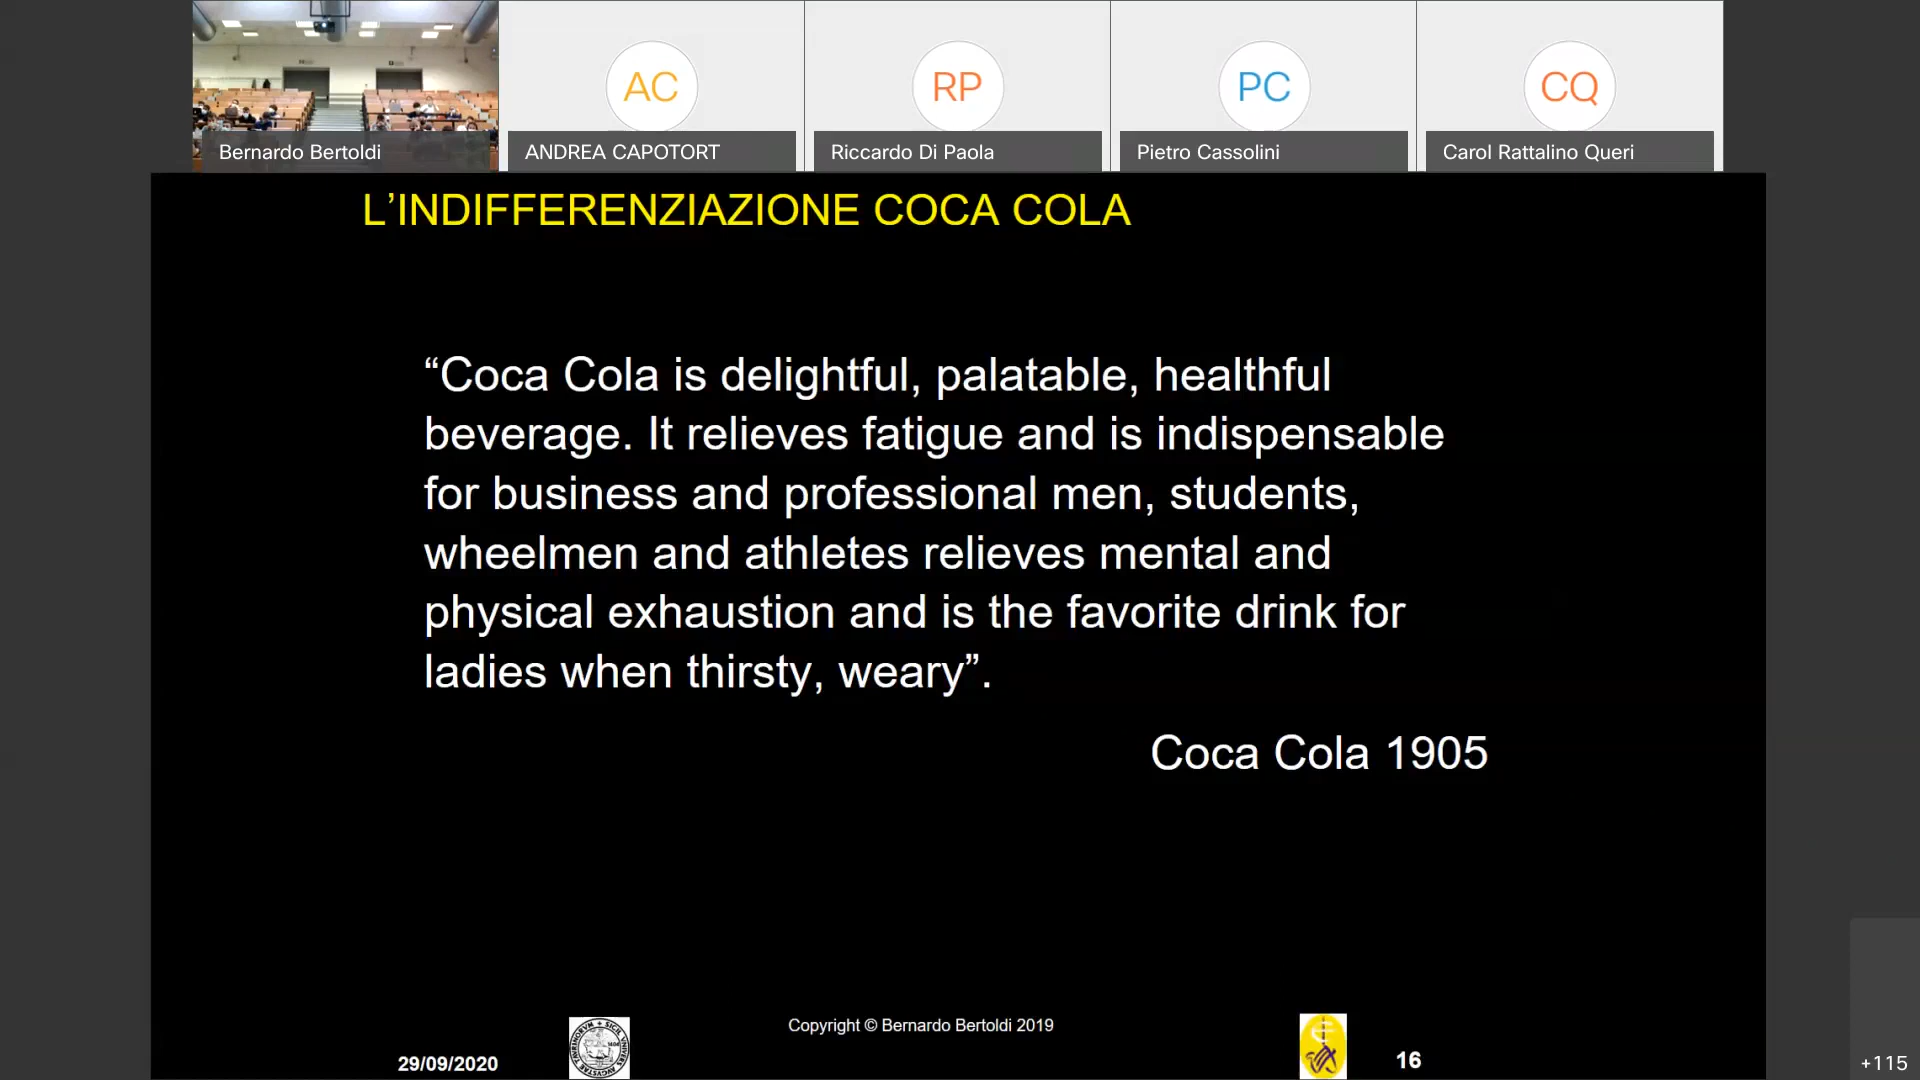 AC
RP
PC
CQ
Bernardo Bertoldi
ANDREA CAPOTORT
Riccardo Di Paola
Pietro Cassolini
Carol Rattalino Queri
L’INDIFFERENZIAZIONE COCA COLA
“Coca Cola is delightful, palatable, healthful
beverage. It relieves fatigue and is indispensable
for business and professional men, students,
wheelmen and athletes relieves mental and
physical exhaustion and is the favorite drink for
ladies when thirsty, weary”.
Coca Cola 1905
Copyright © Bernardo Bertoldi 2019
29/09/2020
16
+115